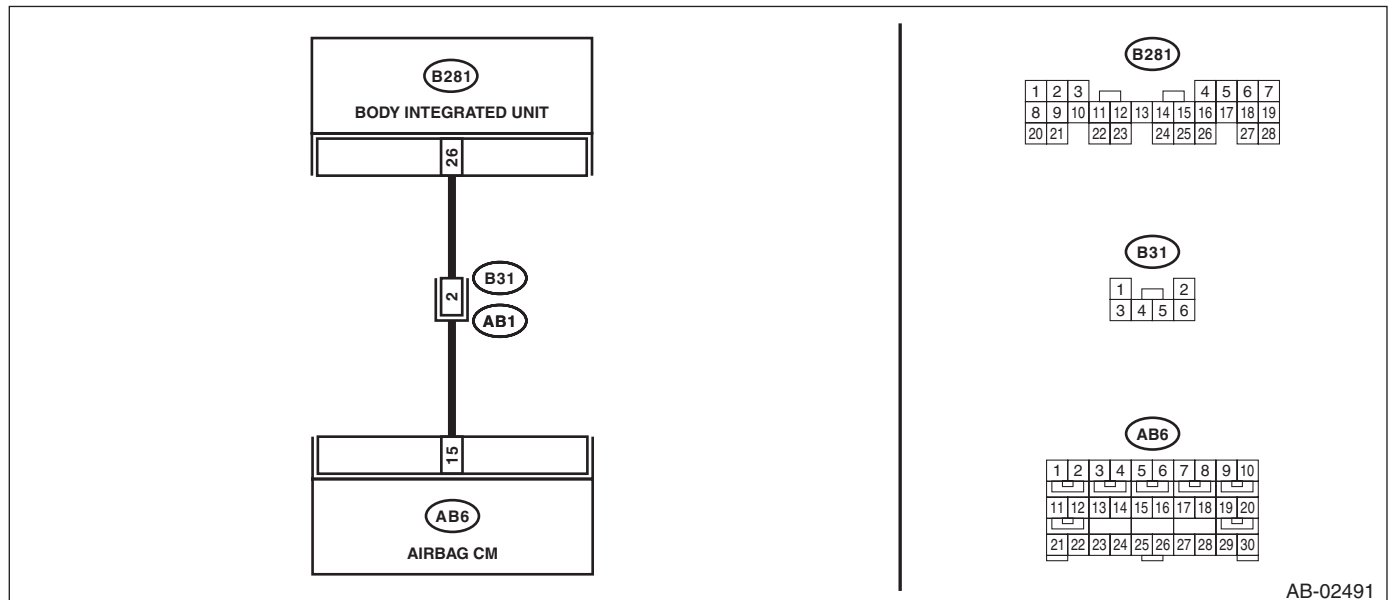 B281
BODY INTEGRATED UNIT
26
2
B31
AB1
15
AB6
AIRBAG CM
B281
1 2 3 4 5 6 7
8 9 10 11 12 13 14 15 16 17 18 19
20 21 22 23 24 25 26 27 28
B31
1 2
3 4 5 6
AB6
1 2 3 4 5 6 7 8 9 10
11 12 13 14 15 16 17 18 19 20
21 22 23 24 25 26 27 28 29 30
AB-02491